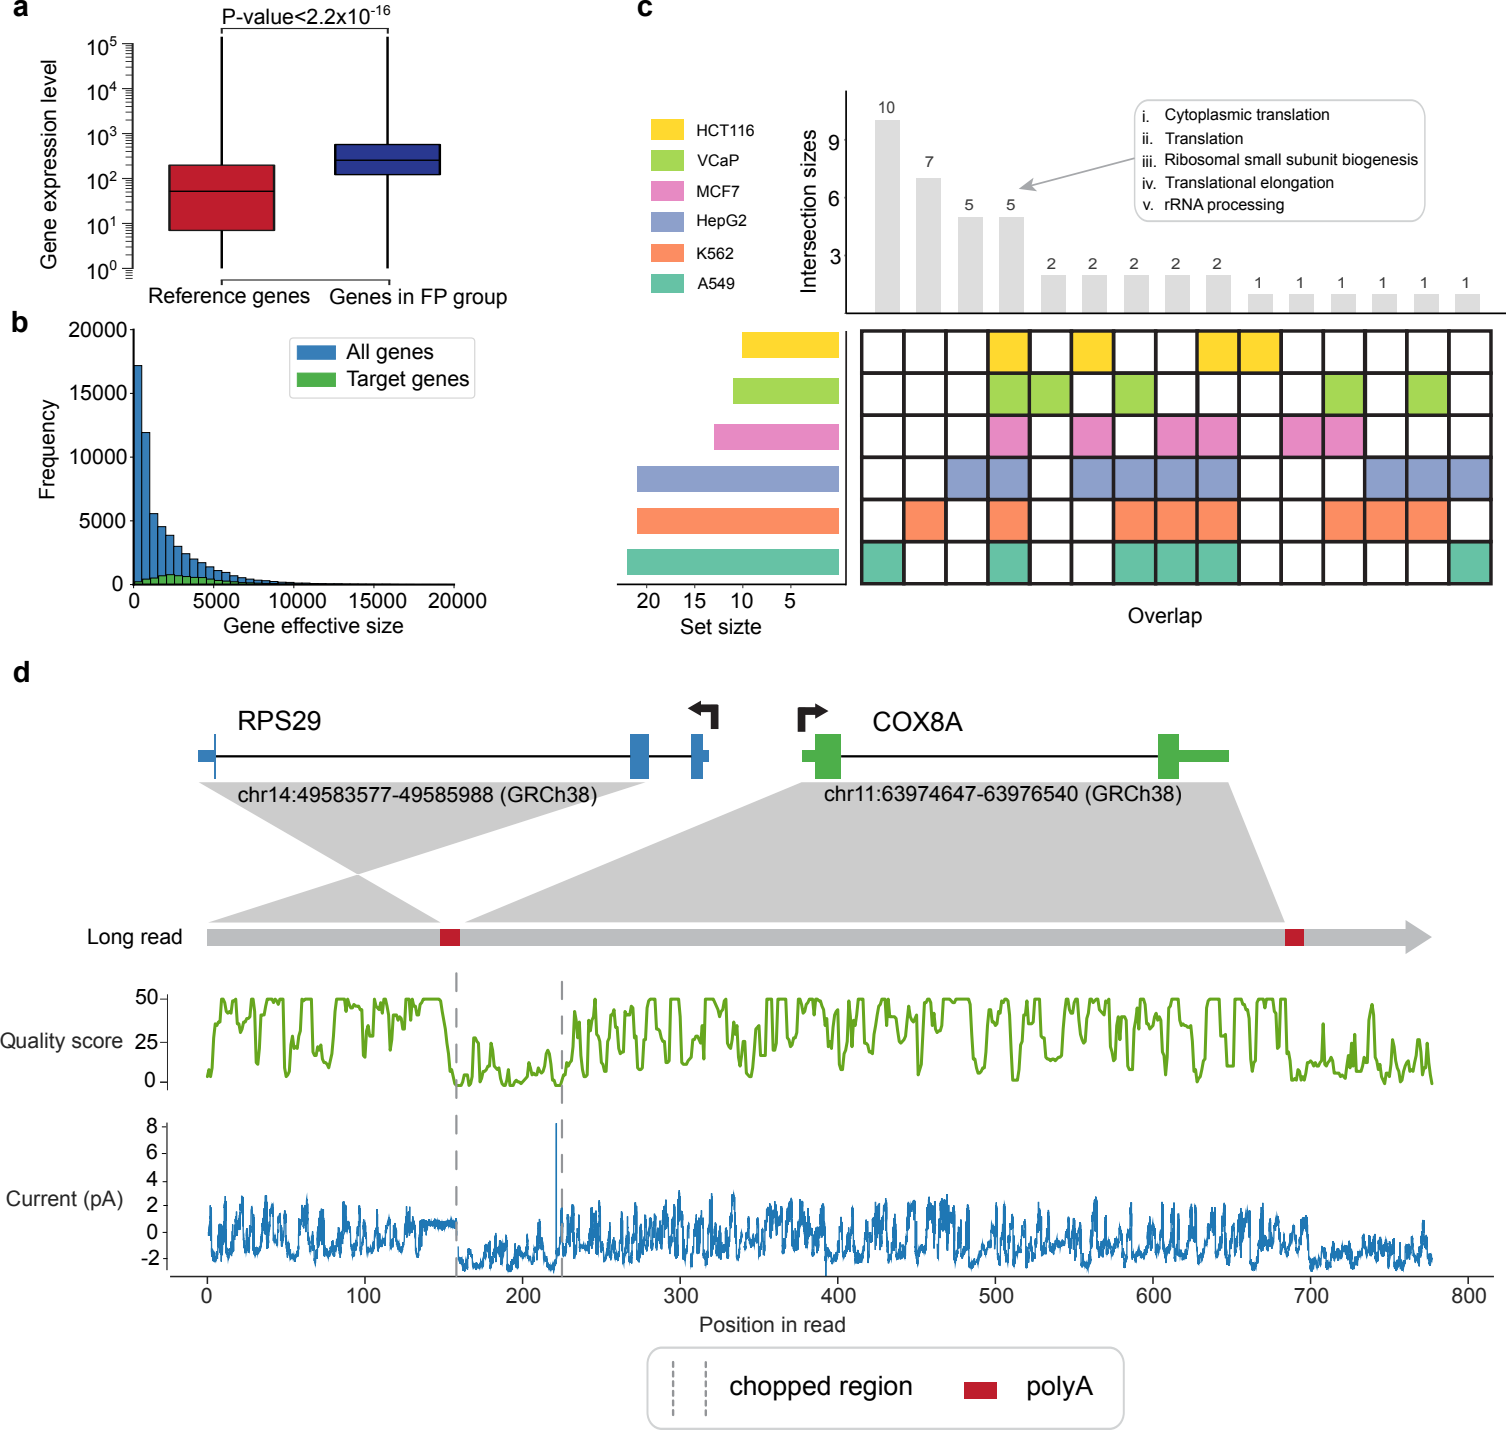 a
P-value<2.2x10-16
Gene expression level
10^5
10^4
10^3
10^2
10^1
10^0
Reference genes
Genes in FP group
b
Frequency
20000
15000
10000
5000
0
All genes
Target genes
0 5000 10000 15000 20000
Gene effective size
c
HCT116
VCaP
MCF7
HepG2
K562
A549
Intersection sizes
9
6
3
10 7 5 5 2 2 2 2 2 1 1 1 1 1 1
i. Cytoplasmic translation
ii. Translation
iii. Ribosomal small subunit biogenesis
iv. Translational elongation
v. rRNA processing
20 15 10 5
Set sizte
Overlap
d
RPS29
COX8A
chr14:49583577-49585988 (GRCh38)
chr11:63974647-63976540 (GRCh38)
Long read
Quality score
50
25
0
Current (pA)
8
6
4
2
0
-2
0 100 200 300 400 500 600 700 800
Position in read
chopped region
polyA